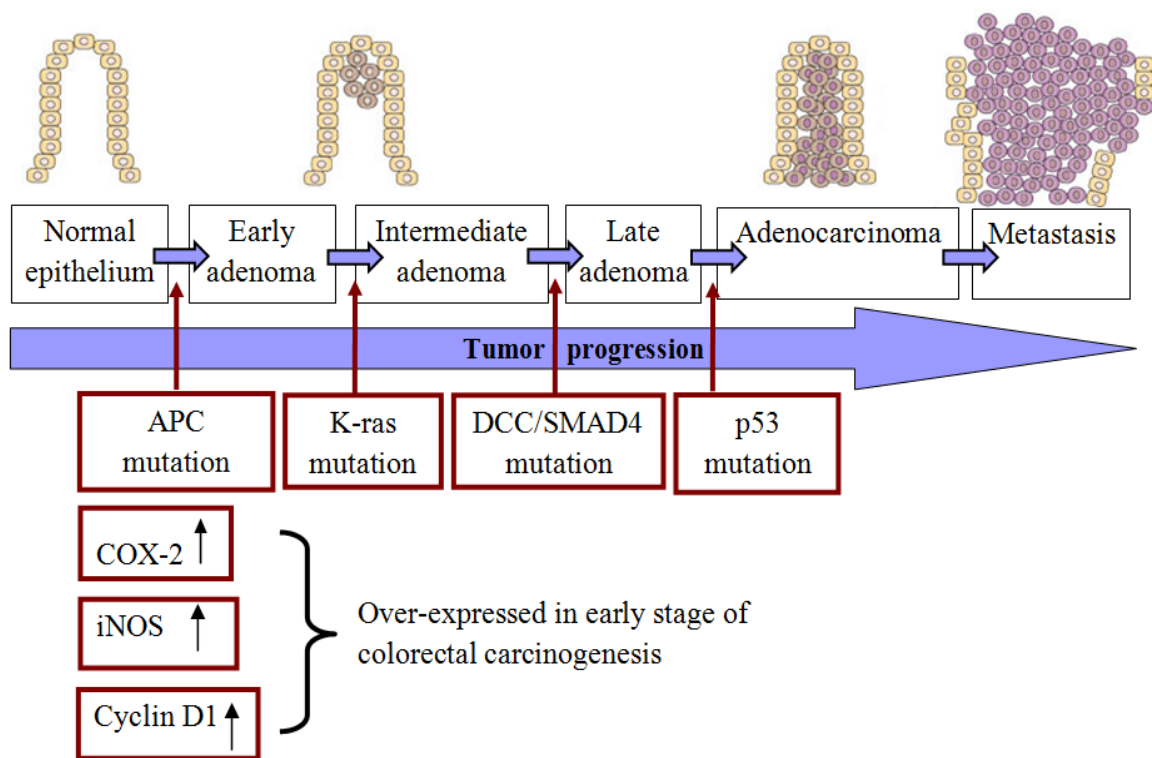 Normal
epithelium
Early
adenoma
Intermediate
adenoma
Late
adenoma
Adenocarcinoma
Metastasis
Tumor progression
APC
mutation
K-ras
mutation
DCC/SMAD4
mutation
p53
mutation
COX-2
iNOS
Cyclin D1
Over-expressed in early stage of
colorectal carcinogenesis